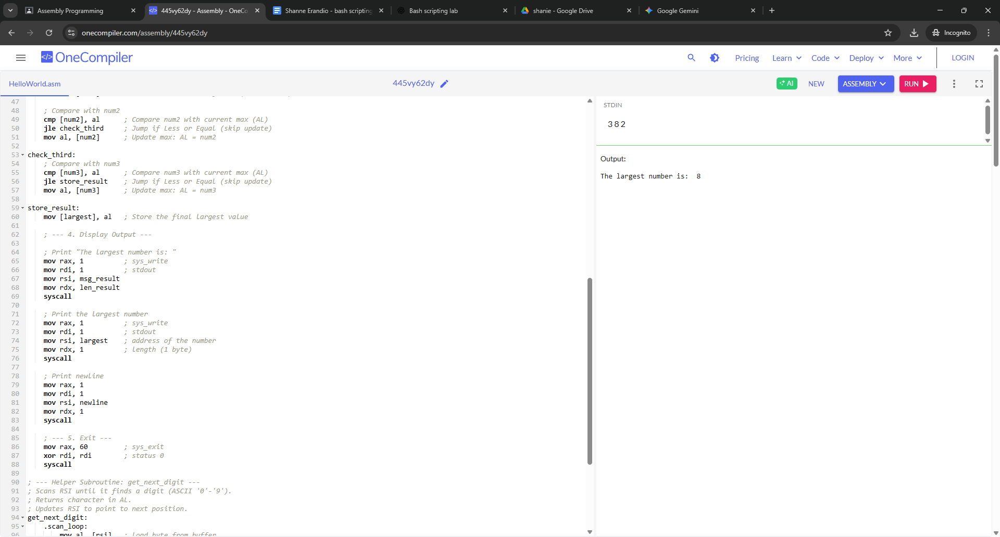 Assembly Programming
445vy62dy - Assembly - OneCo
Shanne Erandio - bash scripting
Bash scripting lab
shanie - Google Drive
Google Gemini
onecompiler.com/assembly/445vy62dy
Incognito
</> OneCompiler
Pricing
Learn
Code
Deploy
More
LOGIN
HelloWorld.asm
445vy62dy
AI
NEW
ASSEMBLY
RUN
47
48 ; Compare with num2
49 cmp [num2], al ; Compare num2 with current max (AL)
50 jle check_third ; Jump if Less or Equal (skip update)
51 mov al, [num2] ; Update max: AL = num2
52
53 check_third:
54 ; Compare with num3
55 cmp [num3], al ; Compare num3 with current max (AL)
56 jle store_result ; Jump if Less or Equal (skip update)
57 mov al, [num3] ; Update max: AL = num3
58
59 store_result:
60 mov [largest], al ; Store the final largest value
61
62 ; --- 4. Display Output ---
63
64 ; Print "The largest number is: "
65 mov rax, 1 ; sys_write
66 mov rdi, 1 ; stdout
67 mov rsi, msg_result
68 mov rdx, len_result
69 syscall
70
71 ; Print the largest number
72 mov rax, 1 ; sys_write
73 mov rdi, 1 ; stdout
74 mov rsi, largest ; address of the number
75 mov rdx, 1 ; length (1 byte)
76 syscall
77
78 ; Print newline
79 mov rax, 1
80 mov rdi, 1
81 mov rsi, newline
82 mov rdx, 1
83 syscall
84
85 ; --- 5. Exit ---
86 mov rax, 60 ; sys_exit
87 xor rdi, rdi ; status 0
88 syscall
89
90 ; --- Helper Subroutine: get_next_digit ---
91 ; Scans RSI until it finds a digit (ASCII '0'-'9').
92 ; Returns character in AL.
93 ; Updates RSI to point to next position.
94 get_next_digit:
95 .scan_loop:
96 mov al, [rsi] ; Load byte from buffer
STDIN
3 8 2
Output:
The largest number is:  8